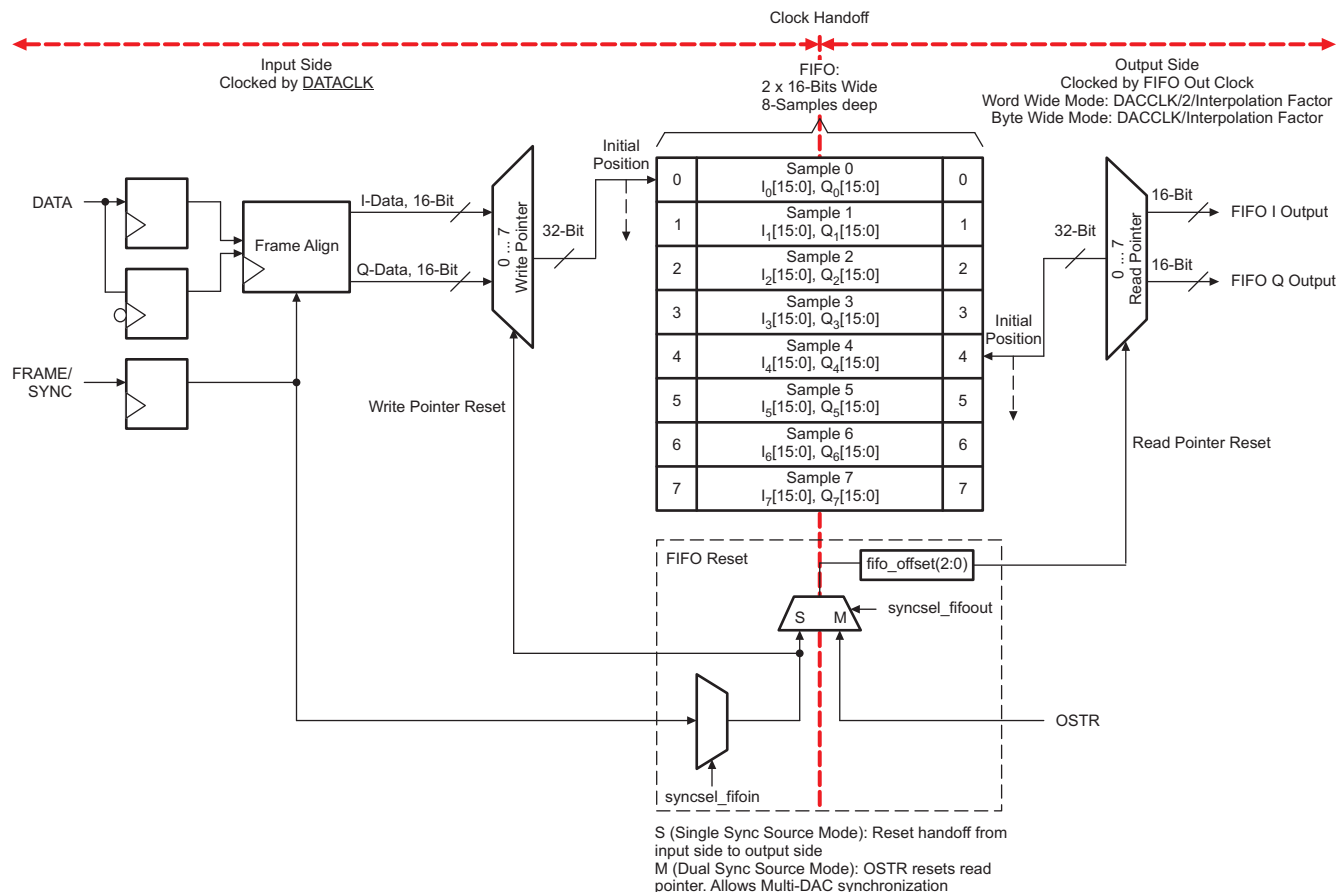 Clock Handoff
Input Side
Clocked by DATACLK
FIFO:
2 x 16-Bits Wide
8-Samples deep
Output Side
Clocked by FIFO Out Clock
Word Wide Mode: DACCLK/2/Interpolation Factor
Byte Wide Mode: DACCLK/Interpolation Factor
DATA
FRAME/
SYNC
Frame Align
I-Data, 16-Bit
Q-Data, 16-Bit
0 ... 7
Write Pointer
32-Bit
Initial
Position
0 Sample 0 0
I0[15:0], Q0[15:0]
1 Sample 1 1
I1[15:0], Q1[15:0]
2 Sample 2 2
I2[15:0], Q2[15:0]
3 Sample 3 3
I3[15:0], Q3[15:0]
4 Sample 4 4
I4[15:0], Q4[15:0]
5 Sample 5 5
I5[15:0], Q5[15:0]
6 Sample 6 6
I6[15:0], Q6[15:0]
7 Sample 7 7
I7[15:0], Q7[15:0]
Initial
Position
32-Bit
0 ... 7
Read Pointer
16-Bit
FIFO I Output
16-Bit
FIFO Q Output
Write Pointer Reset
Read Pointer Reset
FIFO Reset
fifo_offset(2:0)
S M
syncsel_fifoout
OSTR
syncsel_fifoin
S (Single Sync Source Mode): Reset handoff from
input side to output side
M (Dual Sync Source Mode): OSTR resets read
pointer. Allows Multi-DAC synchronization